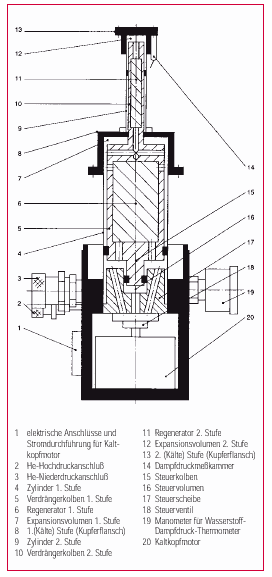 13
12
11
10
9
8
7
6
5
4
3
2
1
14
15
16
17
18
19
20
1 elektrische Anschlüsse und
Stromdurchführung für Kalt-
kopfmotor
2 He-Hochdruckanschluß
3 He-Niederdruckanschluß
4 Zylinder 1. Stufe
5 Verdrängerkolben 1. Stufe
6 Regenerator 1. Stufe
7 Expansionsvolumen 1. Stufe
8 1.(Kälte) Stufe (Kupferflansch)
9 Zylinder 2. Stufe
10 Verdrängerkolben 2. Stufe
11 Regenerator 2. Stufe
12 Expansionsvolumen 2. Stufe
13 2. (Kälte) Stufe (Kupferflansch)
14 Dampfdruckmeßkammer
15 Steuerkolben
16 Steuervolumen
17 Steuerscheibe
18 Steuerventil
19 Manometer für Wasserstoff-
Dampfdruck-Thermometer
20 Kaltkopfmotor